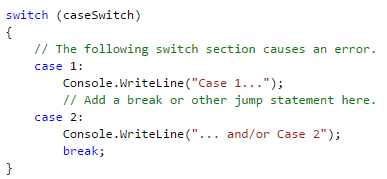 switch (caseSwitch)
{
    // The following switch section causes an error.
    case 1:
        Console.WriteLine("Case 1...");
        // Add a break or other jump statement here.
    case 2:
        Console.WriteLine("... and/or Case 2");
        break;
}